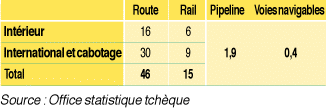 Route Rail Pipeline Voies navigables
Intérieur 16 6
International et cabotage 30 9 1,9 0,4
Total 46 15
Source : Office statistique tchèque